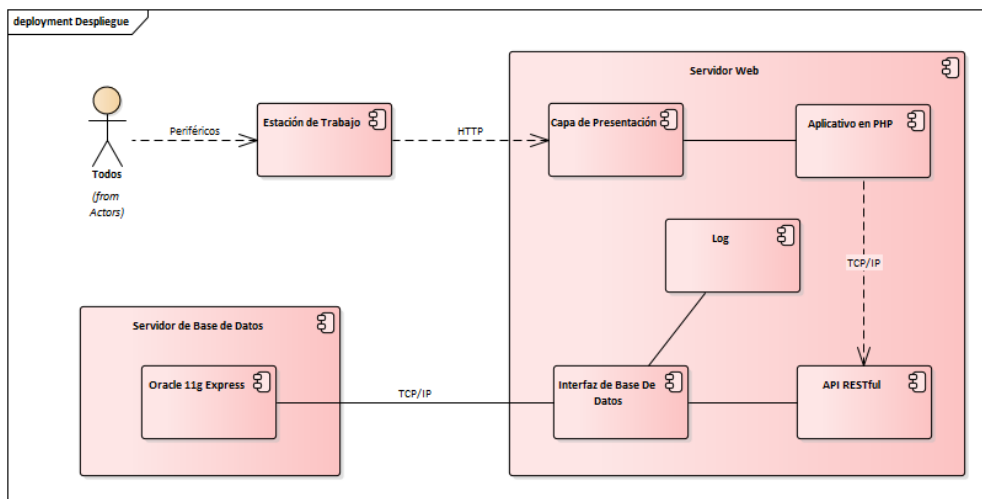 deployment Despliegue
Servidor Web
Periféricos
Estación de Trabajo
HTTP
Capa de Presentación
Aplicativo en PHP
Todos
(from
Actors)
Log
TCP/IP
Servidor de Base de Datos
Oracle 11g Express
TCP/IP
Interfaz de Base De
Datos
API RESTful